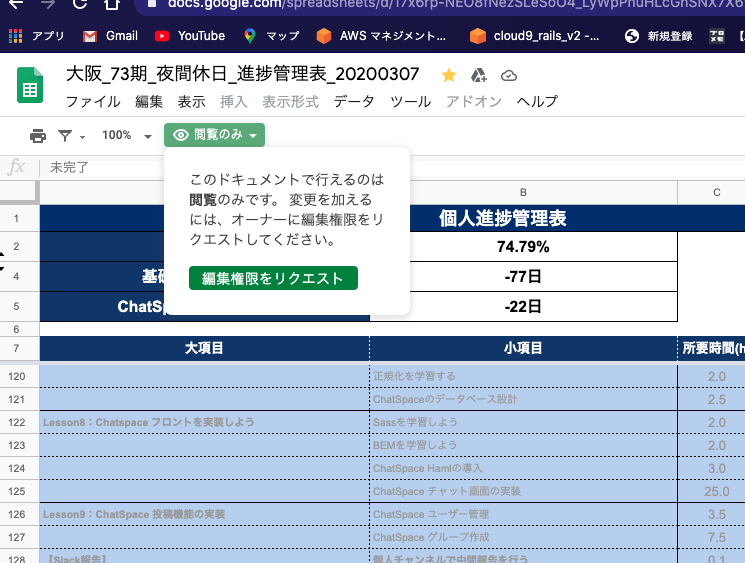 docs.google.com/spreadsheets/d/
アプリ Gmail YouTube マップ AWS マネジメント... cloud9_rails_v2 -... 新規登録
大阪_73期_夜間休日_進捗管理表_20200307
ファイル 編集 表示 挿入 表示形式 データ ツール アドオン ヘルプ
100% 閲覧のみ
fx 未完了
このドキュメントで行えるのは
閲覧のみです。 変更を加える
には、オーナーに編集権限をリ
クエストしてください。
編集権限をリクエスト
B C
1 個人進捗管理表
2 74.79%
4 基礎 -77日
5 ChatSp -22日
6
7 大項目 小項目 所要時間(h
120 正規化を学習する 2.0
121 ChatSpaceのデータベース設計 2.5
122 Lesson8：Chatspace フロントを実装しよう Sassを学習しよう 2.0
123 BEMを学習しよう 2.0
124 ChatSpace Hamlの導入 3.0
125 ChatSpace チャット画面の実装 25.0
126 Lesson9：ChatSpace 投稿機能の実装 ChatSpace ユーザー管理 3.5
127 ChatSpace グループ作成 7.5
128 【Slack報告】 個人チャンネルで中間報告を行う 0.1